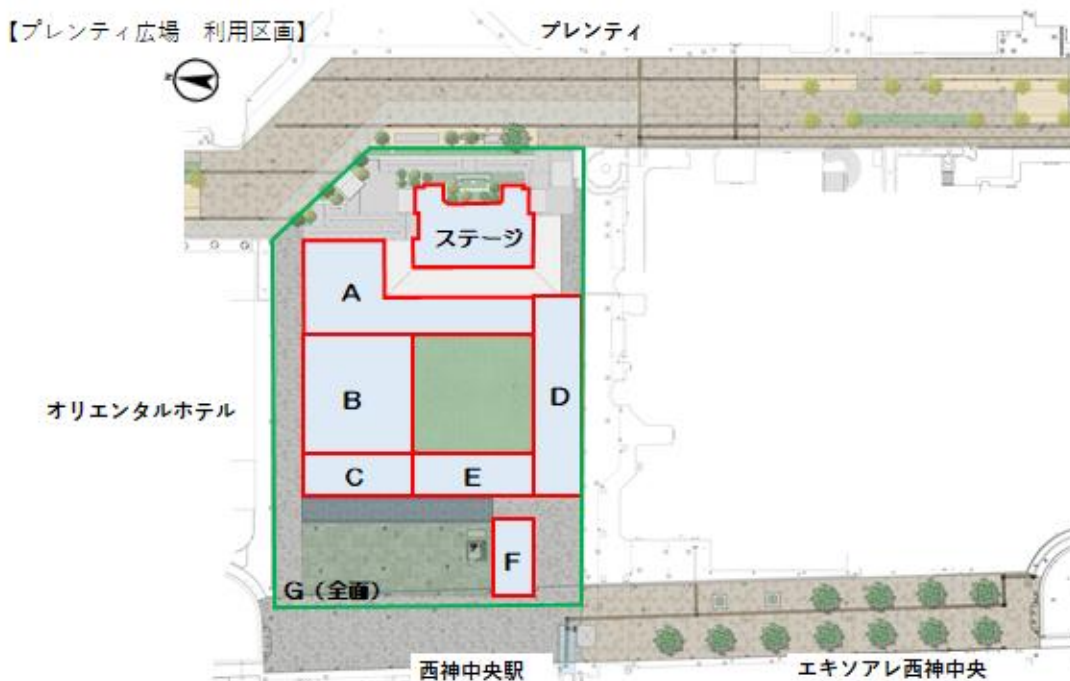 【プレンティ広場　利用区画】
プレンティ
ステージ
A
オリエンタルホテル
B
D
C
E
F
G（全面）
西神中央駅
エキソアレ西神中央